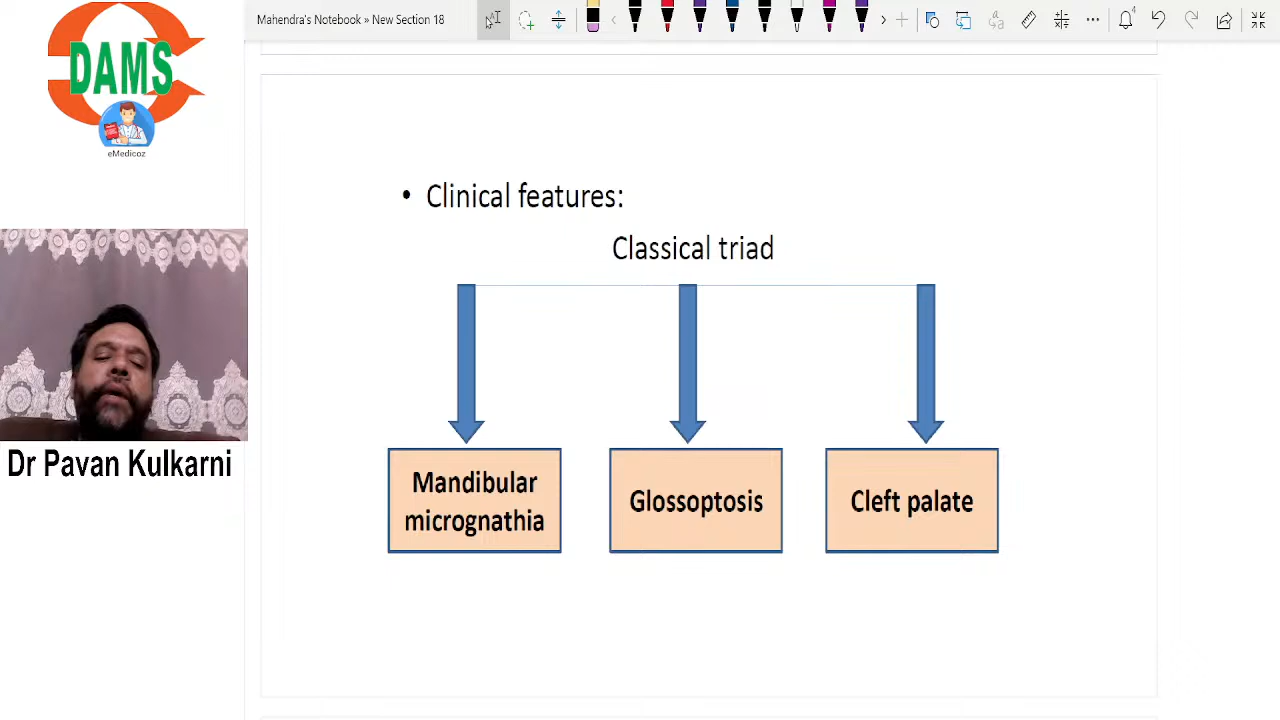 Mahendra's Notebook » New Section 18
DAMS
eMedicoz
• Clinical features:
Classical triad
Mandibular
micrognathia
Glossoptosis
Cleft palate
Dr Pavan Kulkarni